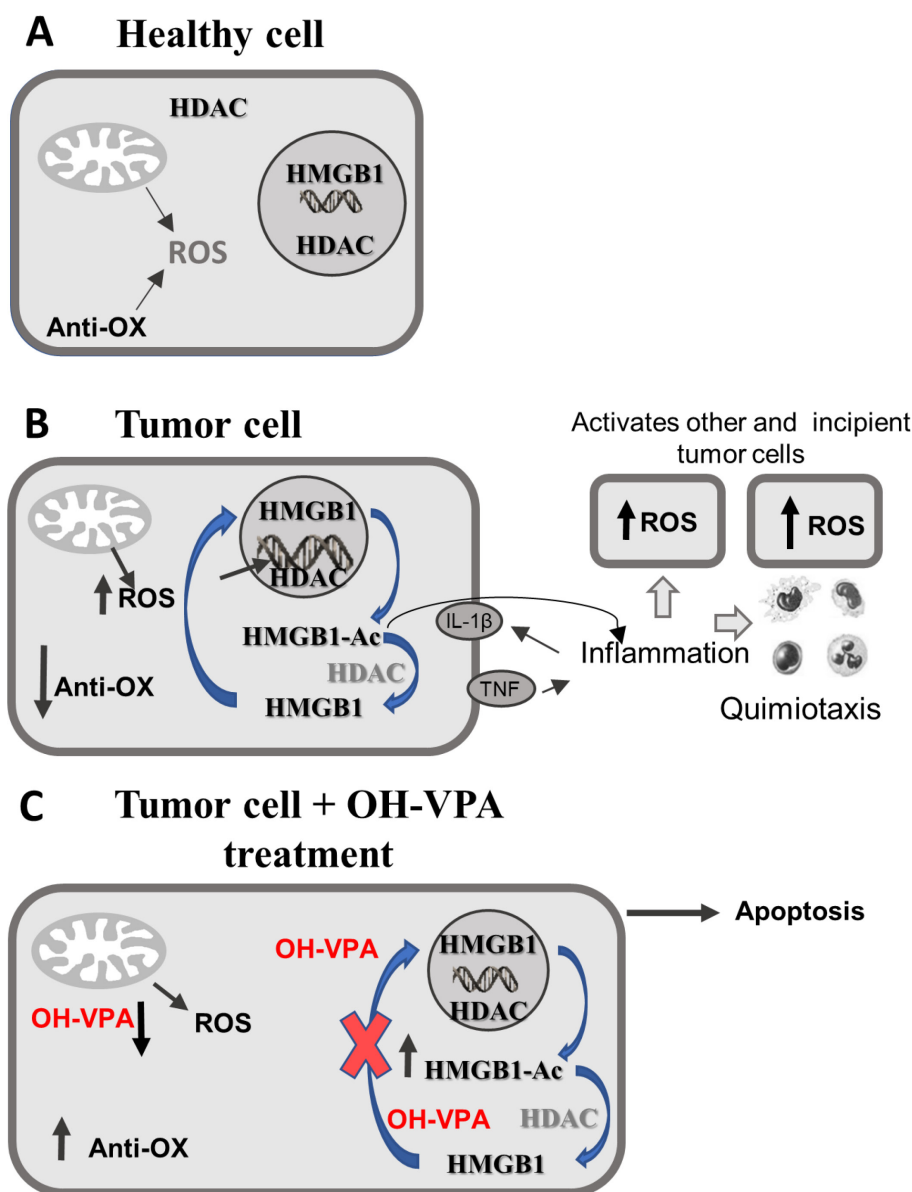 A Healthy cell
HDAC
HMGB1
HDAC
ROS
Anti-OX
B Tumor cell
Activates other and incipient
tumor cells
ROS
ROS
HMGB1
HDAC
ROS
HMGB1-Ac
IL-1β
Inflammation
HDAC
Anti-OX
TNF
HMGB1
Quimiotaxis
C Tumor cell + OH-VPA
treatment
Apoptosis
OH-VPA
HMGB1
HDAC
OH-VPA
ROS
HMGB1-Ac
OH-VPA
HDAC
Anti-OX
HMGB1